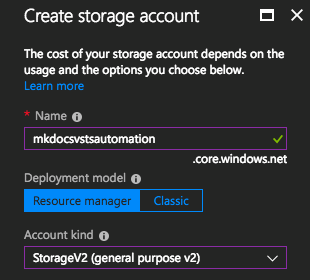 Create storage account
The cost of your storage account depends on the
usage and the options you choose below.
Learn more
* Name
mkdocsvstsautomation
.core.windows.net
Deployment model
Resource manager Classic
Account kind
StorageV2 (general purpose v2)